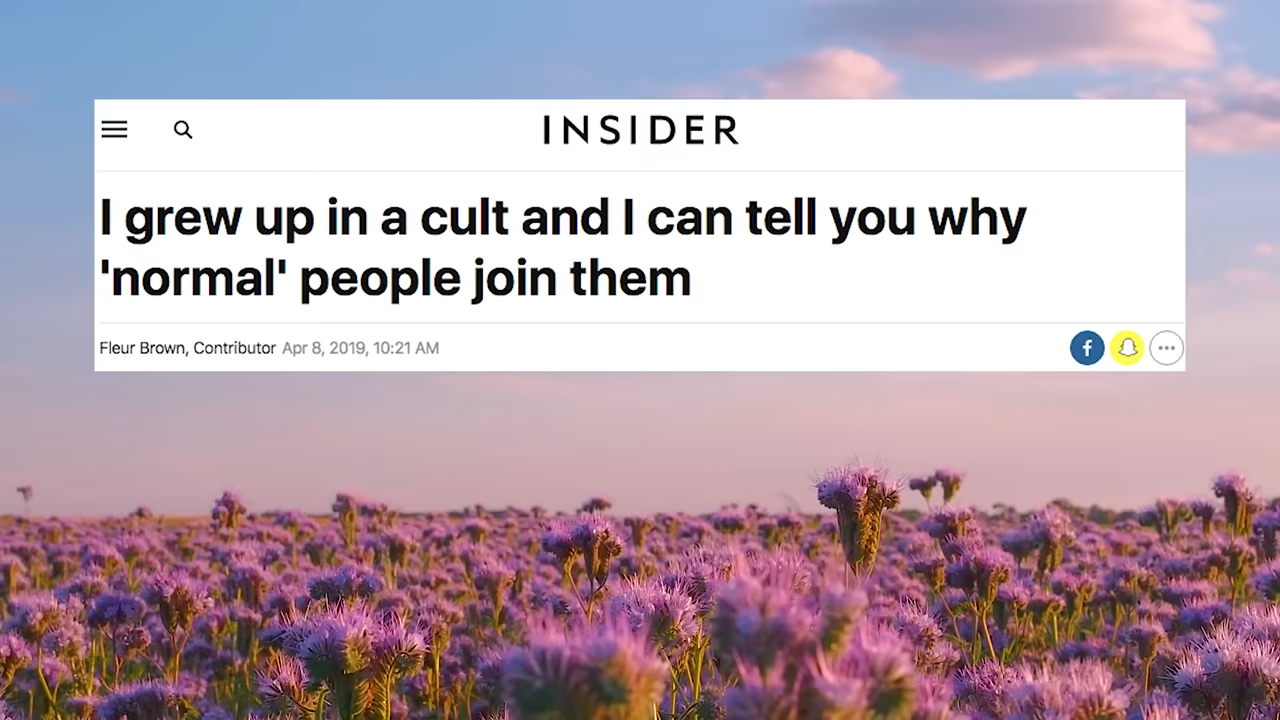 INSIDER
I grew up in a cult and I can tell you why
'normal' people join them
Fleur Brown, Contributor Apr 8, 2019, 10:21 AM